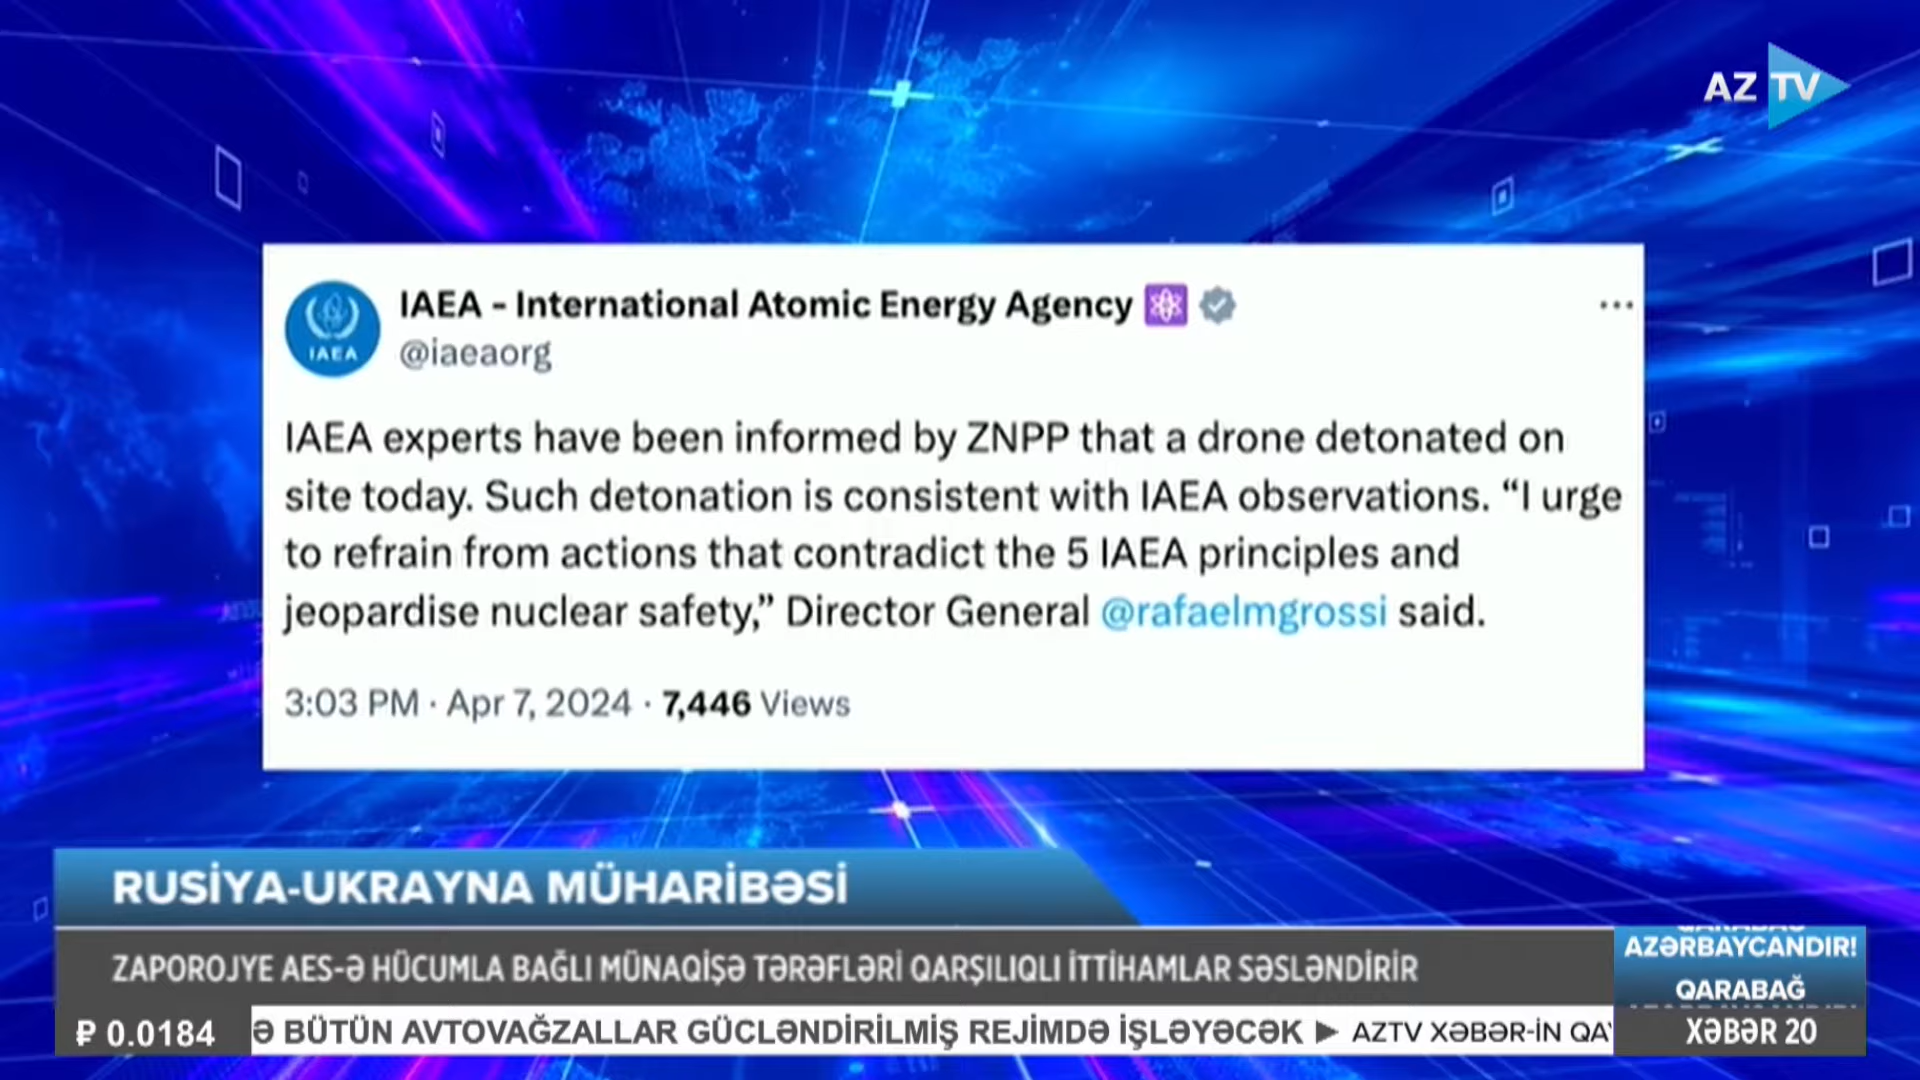 AZTV
IAEA - International Atomic Energy Agency
IAEA
@iaeaorg
IAEA experts have been informed by ZNPP that a drone detonated on
site today. Such detonation is consistent with IAEA observations. “I urge
to refrain from actions that contradict the 5 IAEA principles and
jeopardise nuclear safety,” Director General @rafaelmgrossi said.
3:03 PM · Apr 7, 2024 · 7,446 Views
RUSİYA-UKRAYNA MÜHARİBƏSİ
ZAPOROJYE AES-Ə HÜCUMLA BAĞLI MÜNAQİŞƏ TƏRƏFLƏRİ QARŞILIQLI İTTİHAMLAR SƏSLƏNDİRİR
AZƏRBAYCANDIR!
QARABAĞ
₽ 0.0184
Ə BÜTÜN AVTOVAĞZALLAR GÜCLƏNDİRİLMİŞ REJİMDƏ İŞLƏYƏCƏK ▶ AZTV XƏBƏR-İN QA
XƏBƏR 20